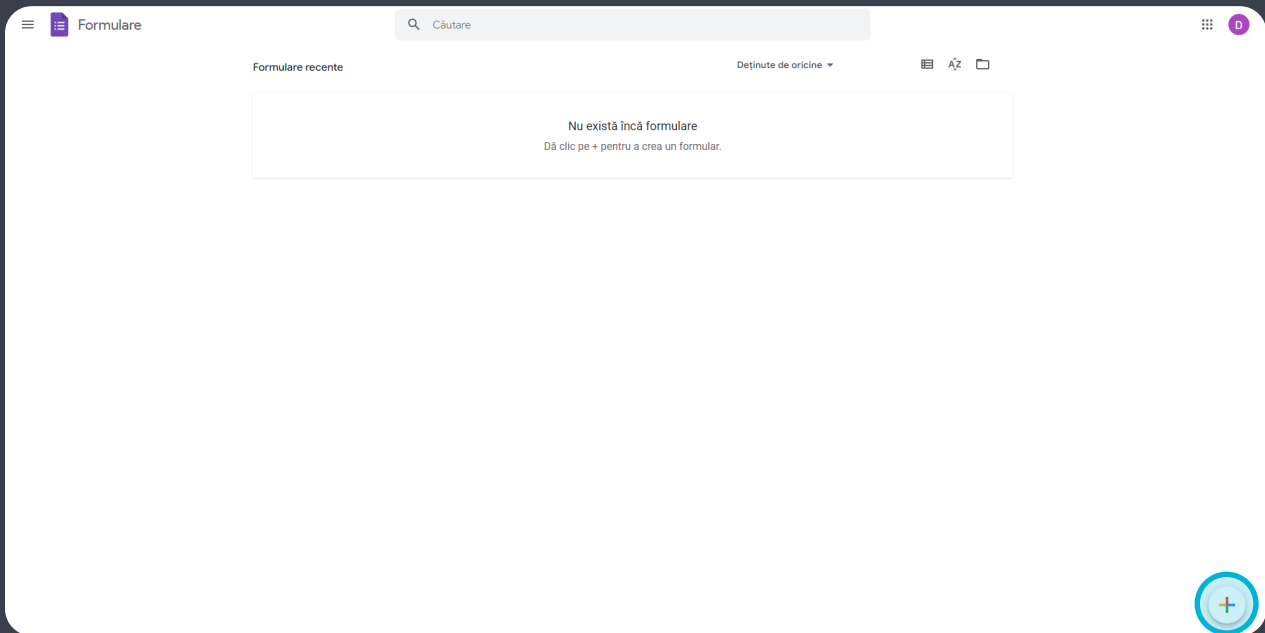 Formulare
Căutare
D
Formulare recente
Deținute de oricine
AZ
Nu există încă formulare
Dă clic pe + pentru a crea un formular.